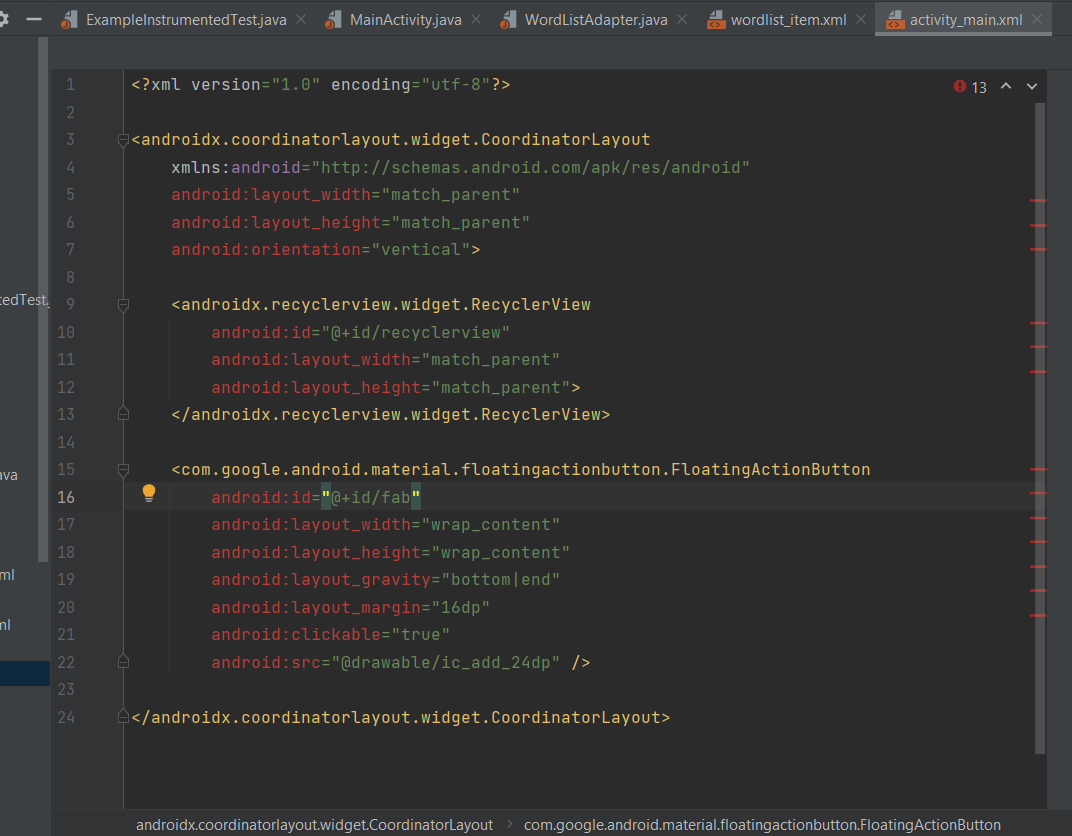 ExampleInstrumentedTest.java MainActivity.java WordListAdapter.java wordlist_item.xml activity_main.xml
13
1 <?xml version="1.0" encoding="utf-8"?>
2
3 <androidx.coordinatorlayout.widget.CoordinatorLayout
4 xmlns:android="http://schemas.android.com/apk/res/android"
5 android:layout_width="match_parent"
6 android:layout_height="match_parent"
7 android:orientation="vertical">
8
9 <androidx.recyclerview.widget.RecyclerView
10 android:id="@+id/recyclerview"
11 android:layout_width="match_parent"
12 android:layout_height="match_parent">
13 </androidx.recyclerview.widget.RecyclerView>
14
15 <com.google.android.material.floatingactionbutton.FloatingActionButton
16 android:id="@+id/fab"
17 android:layout_width="wrap_content"
18 android:layout_height="wrap_content"
19 android:layout_gravity="bottom|end"
20 android:layout_margin="16dp"
21 android:clickable="true"
22 android:src="@drawable/ic_add_24dp" />
23
24 </androidx.coordinatorlayout.widget.CoordinatorLayout>
androidx.coordinatorlayout.widget.CoordinatorLayout com.google.android.material.floatingactionbutton.FloatingActionButton